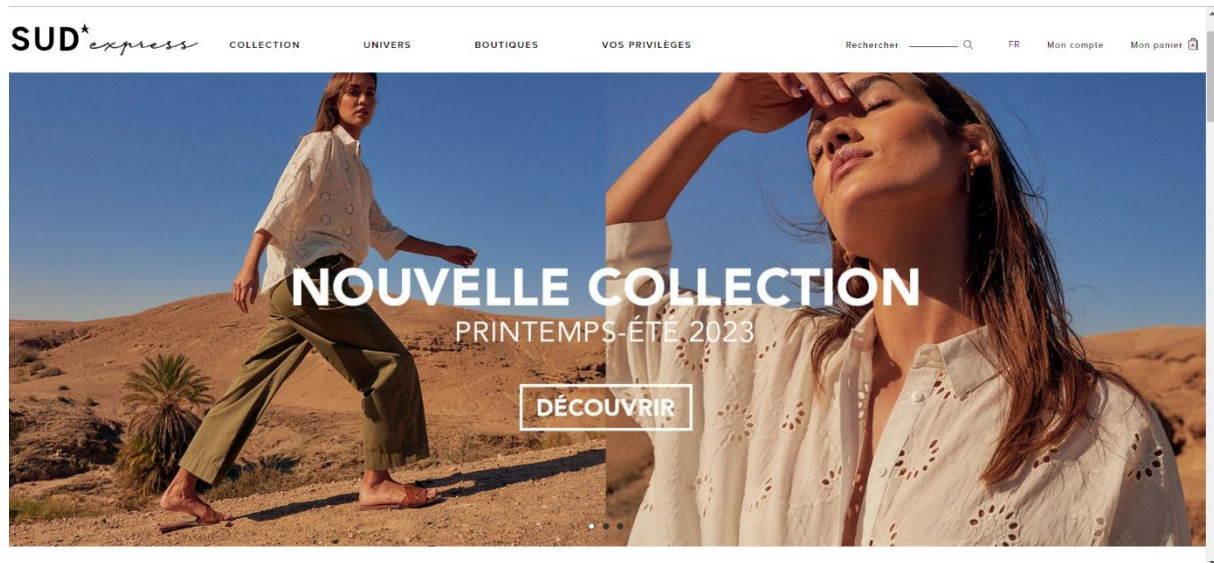 SUD*express
COLLECTION
UNIVERS
BOUTIQUES
VOS PRIVILÈGES
Rechercher
FR
Mon compte
Mon panier
NOUVELLE COLLECTION
PRINTEMPS-ÉTÉ 2023
DÉCOUVRIR